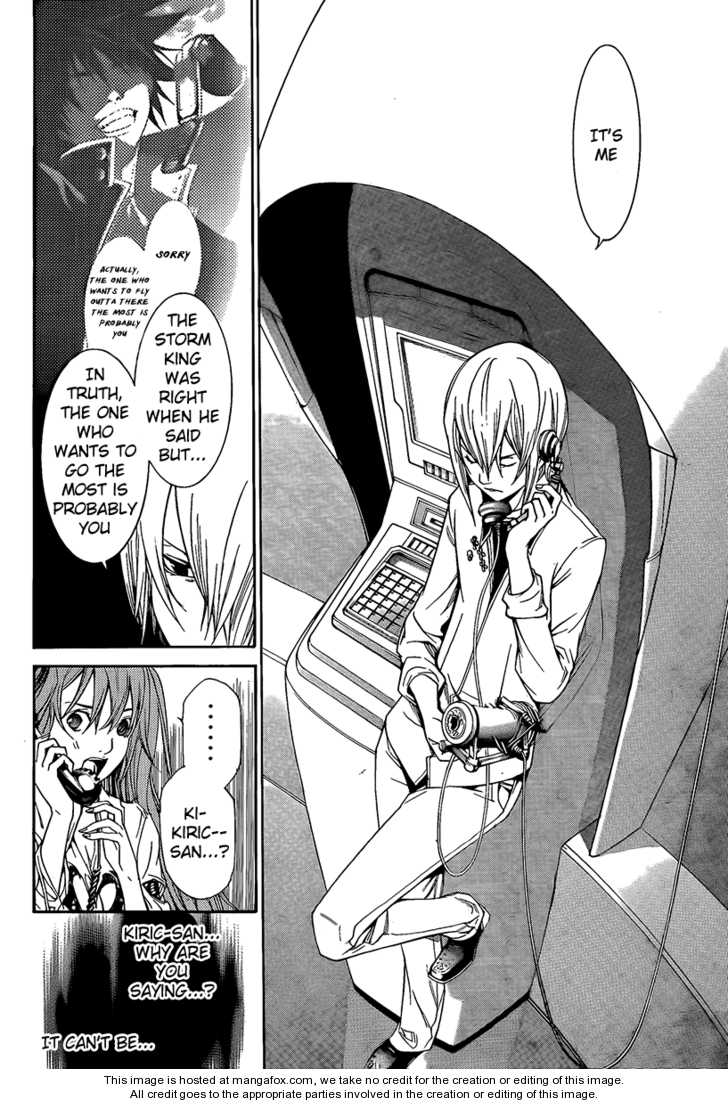 IT'S
ME
SORRY
ACTUALLY,
THE ONE WHO
WANTS TO FLY
OUTTA THERE
THE MOST IS
PROBABLY
YOU
THE
STORM
KING
WAS
RIGHT
WHEN HE
SAID
BUT...
IN
TRUTH,
THE ONE
WHO
WANTS TO
GO THE
MOST IS
PROBABLY
YOU
......
KI-
KIRIC--
SAN...?
KIRIC-SAN...
WHY ARE
YOU
SAYING...?
IT CAN'T BE...
This image is hosted at mangafox.com, we take no credit for the creation or editing of this image.
All credit goes to the appropriate persons involved in the creation or editing of this image.